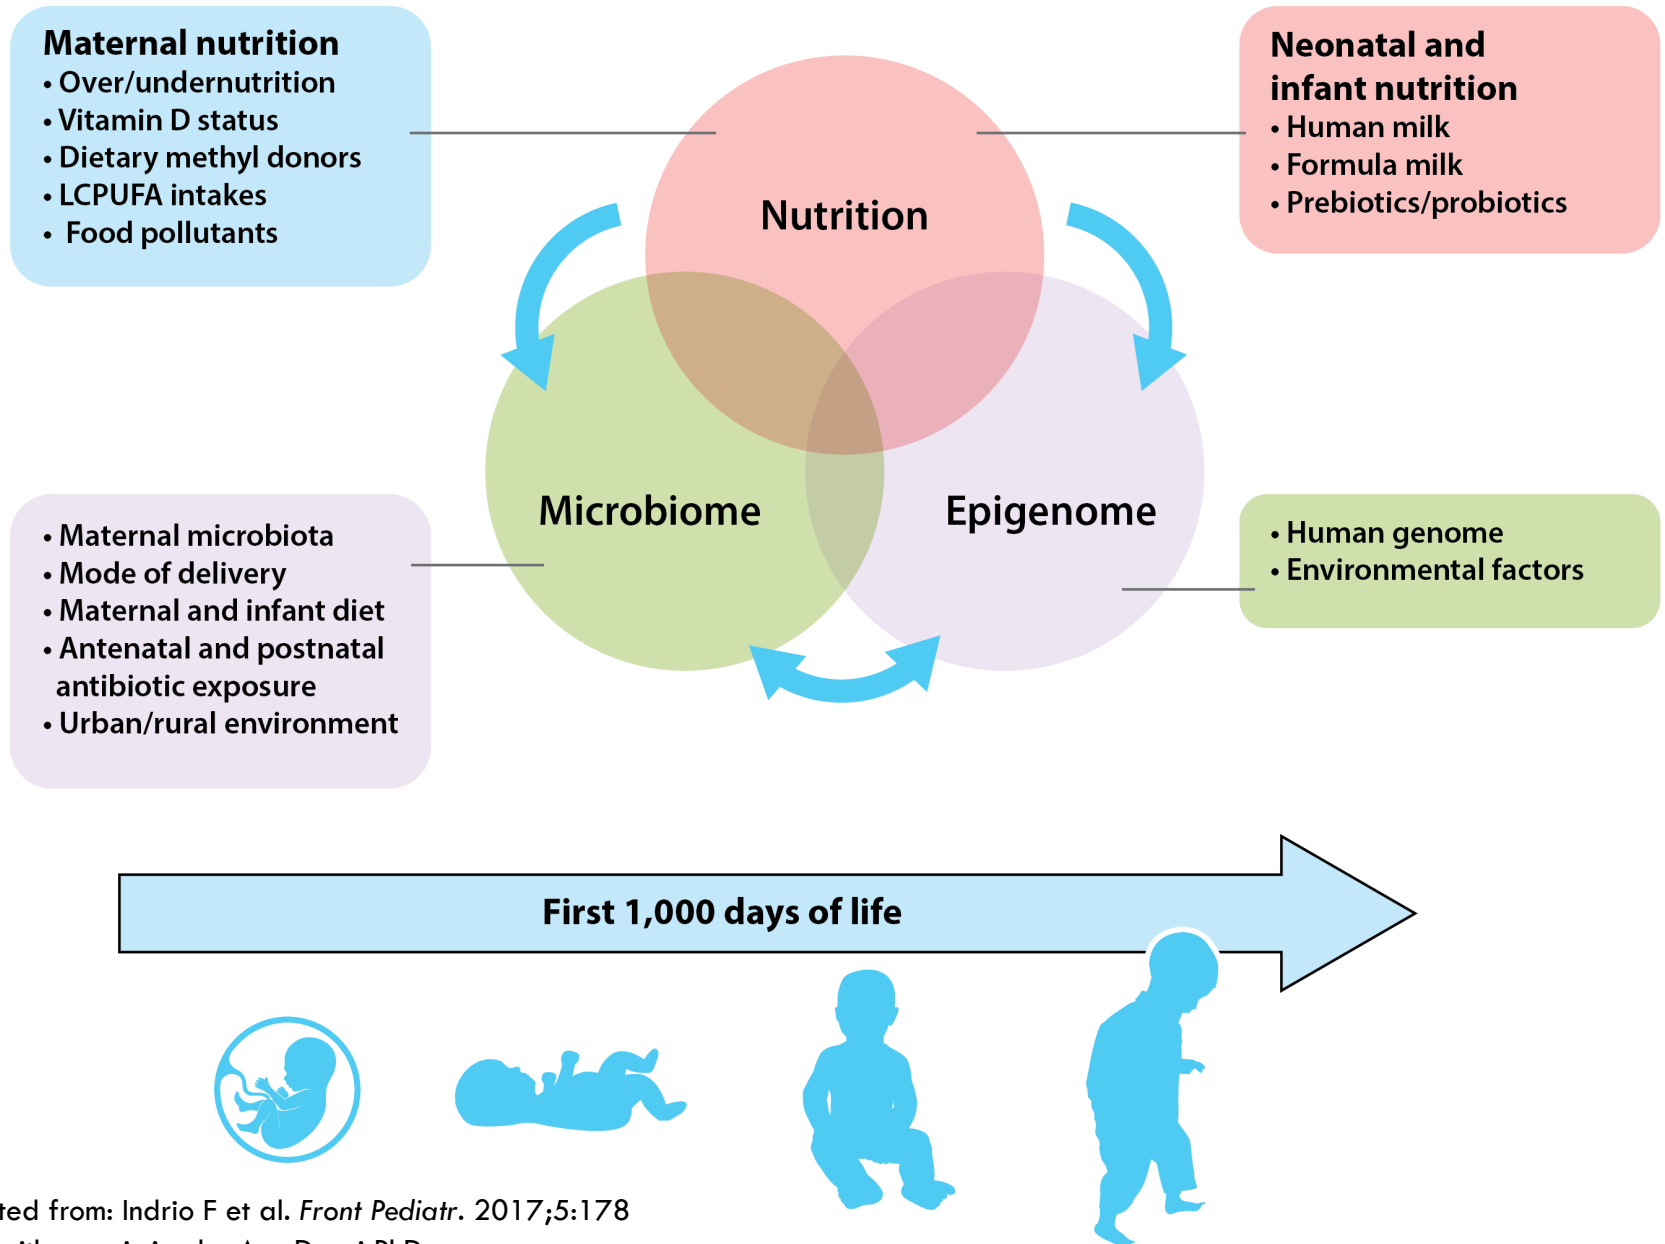 Maternal nutrition
• Over/undernutrition
• Vitamin D status
• Dietary methyl donors
• LCPUFA intakes
• Food pollutants
Neonatal and
infant nutrition
• Human milk
• Formula milk
• Prebiotics/probiotics
Nutrition
Microbiome
Epigenome
• Maternal microbiota
• Mode of delivery
• Maternal and infant diet
• Antenatal and postnatal
antibiotic exposure
• Urban/rural environment
• Human genome
• Environmental factors
First 1,000 days of life
from: Indrio F et al. Front Pediatr. 2017;5:178